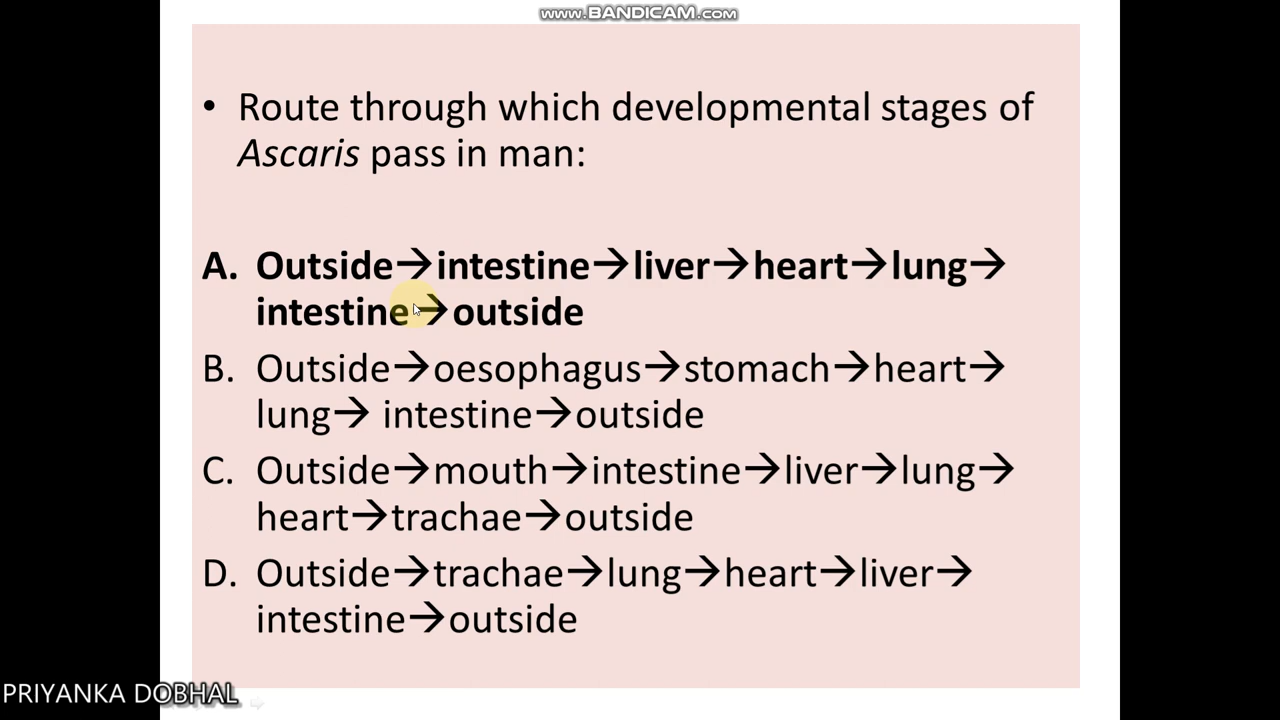 www.BANDICAM.com
• Route through which developmental stages of
Ascaris pass in man:
A. Outside→intestine→liver→heart→lung→
intestine→outside
B. Outside→oesophagus→stomach→heart→
lung→ intestine→outside
C. Outside→mouth→intestine→liver→lung→
heart→trachae→outside
D. Outside→trachae→lung→heart→liver→
intestine→outside
PRIYANKA DOBHAL